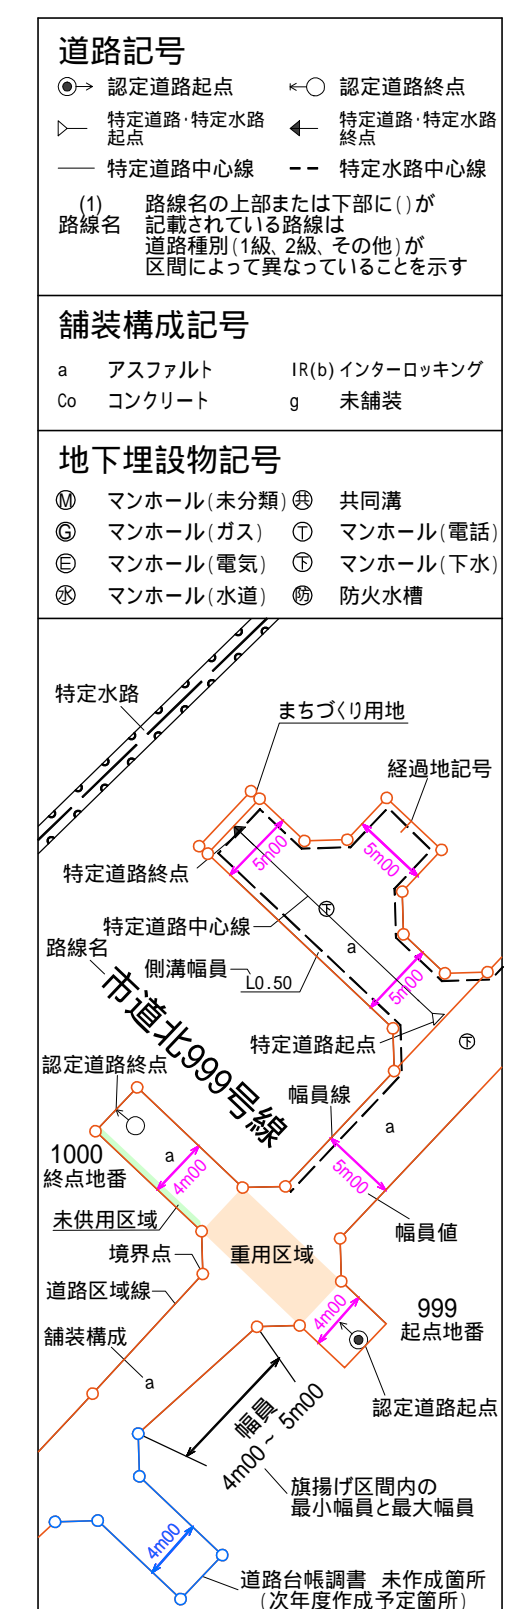 道路記号
認定道路起点 認定道路終点
特定道路･特定水路 特定道路･特定水路
起点 終点
特定道路中心線 特定水路中心線
(1) 路線名の上部または下部に()が
路線名 記載されている路線は
道路種別(1級、2級、その他)が
区間によって異なっていることを示す
舗装構成記号
a アスファルト IR(b) インターロッキング
Co コンクリート g 未舗装
地下埋設物記号
Ⓜ マンホール(未分類) ㊓ 共同溝
Ⓖ マンホール(ガス) Ⓣ マンホール(電話)
Ⓔ マンホール(電気) ㊦ マンホール(下水)
㊌ マンホール(水道) 防 防火水槽
特定水路
まちづくり用地
経過地記号
5m00
5m00
特定道路終点
下
特定道路中心線
a
路線名
側溝幅員
L0.50
5m00
市道北999号線
特定道路起点
下
認定道路終点
幅員線
a
a
1000
終点地番
4m00
5m00
未供用区域
幅員値
境界点
重用区域
道路区域線
4m00
999
起点地番
舗装構成
a
認定道路起点
幅員
4m00～5m00
旗揚げ区間内の
最小幅員と最大幅員
4m00
道路台帳調書 未作成箇所
(次年度作成予定箇所)